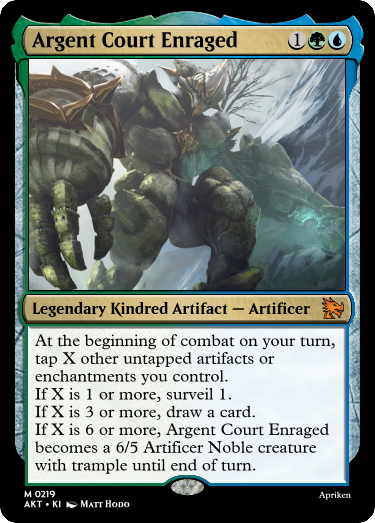 Argent Court Enraged 1
Legendary Kindred Artifact — Artificer
At the beginning of combat on your turn,
tap X other untapped artifacts or
enchantments you control.
If X is 1 or more, surveil 1.
If X is 3 or more, draw a card.
If X is 6 or more, Argent Court Enraged
becomes a 6/5 Artificer Noble creature
with trample until end of turn.
M 0219
AKT • KI Matt Hodo
Apriken